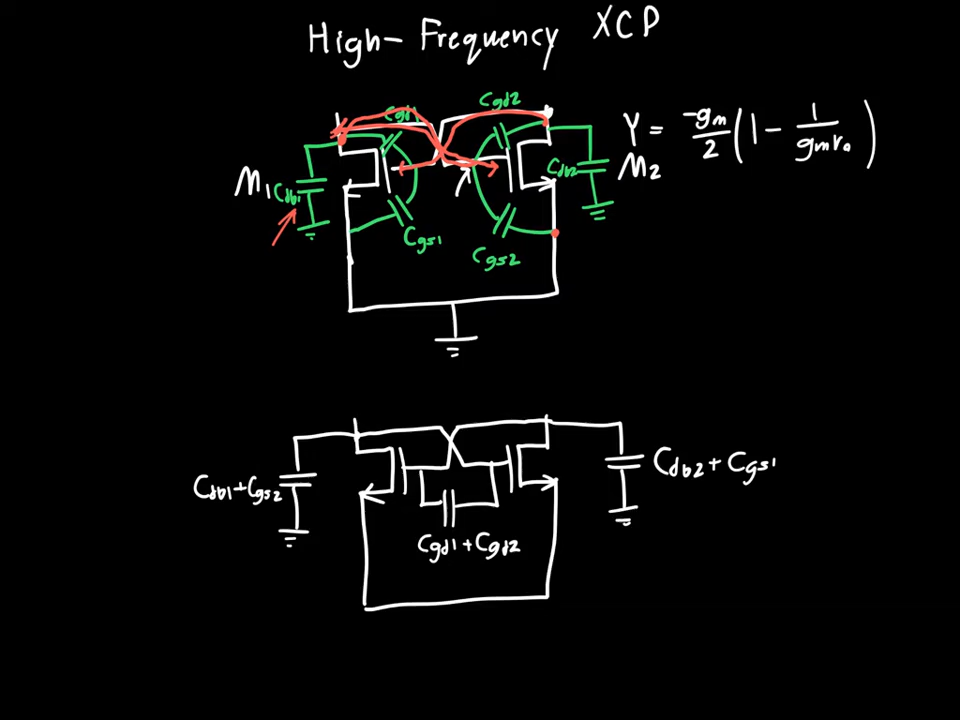 High-Frequency XCP
Cgd1
Cgd2
Y = -gm/2 (1 - 1/gmro)
M1
Cdb1
Cdb2
M2
Cgs1
Cgs2
Cdb1+Cgs2
Cdb2+Cgs1
Cgd1+Cgd2